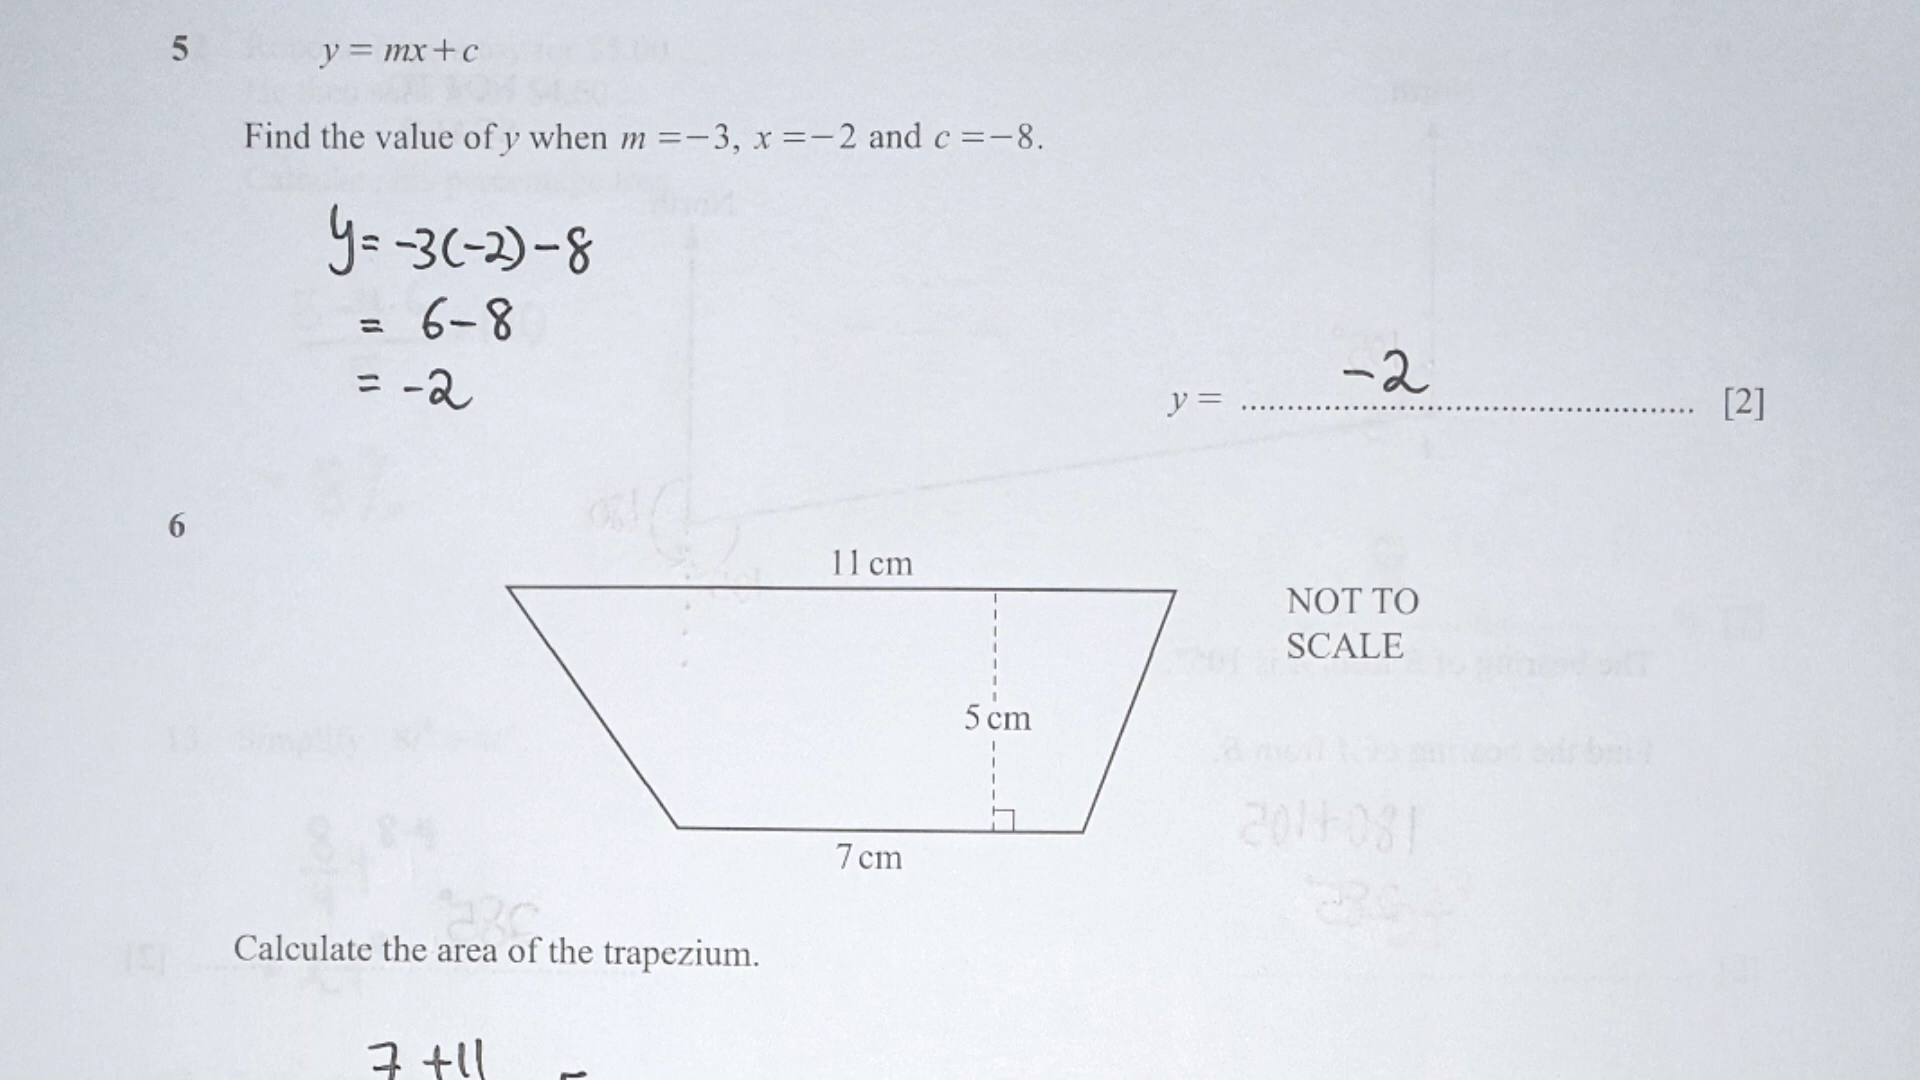 5 y = mx + c
Find the value of y when m = −3, x = −2 and c = −8.
y = -3(-2) - 8
= 6 - 8
= -2
y = -2 [2]
6
11 cm
NOT TO
SCALE
5 cm
7 cm
Calculate the area of the trapezium.
7 + 11